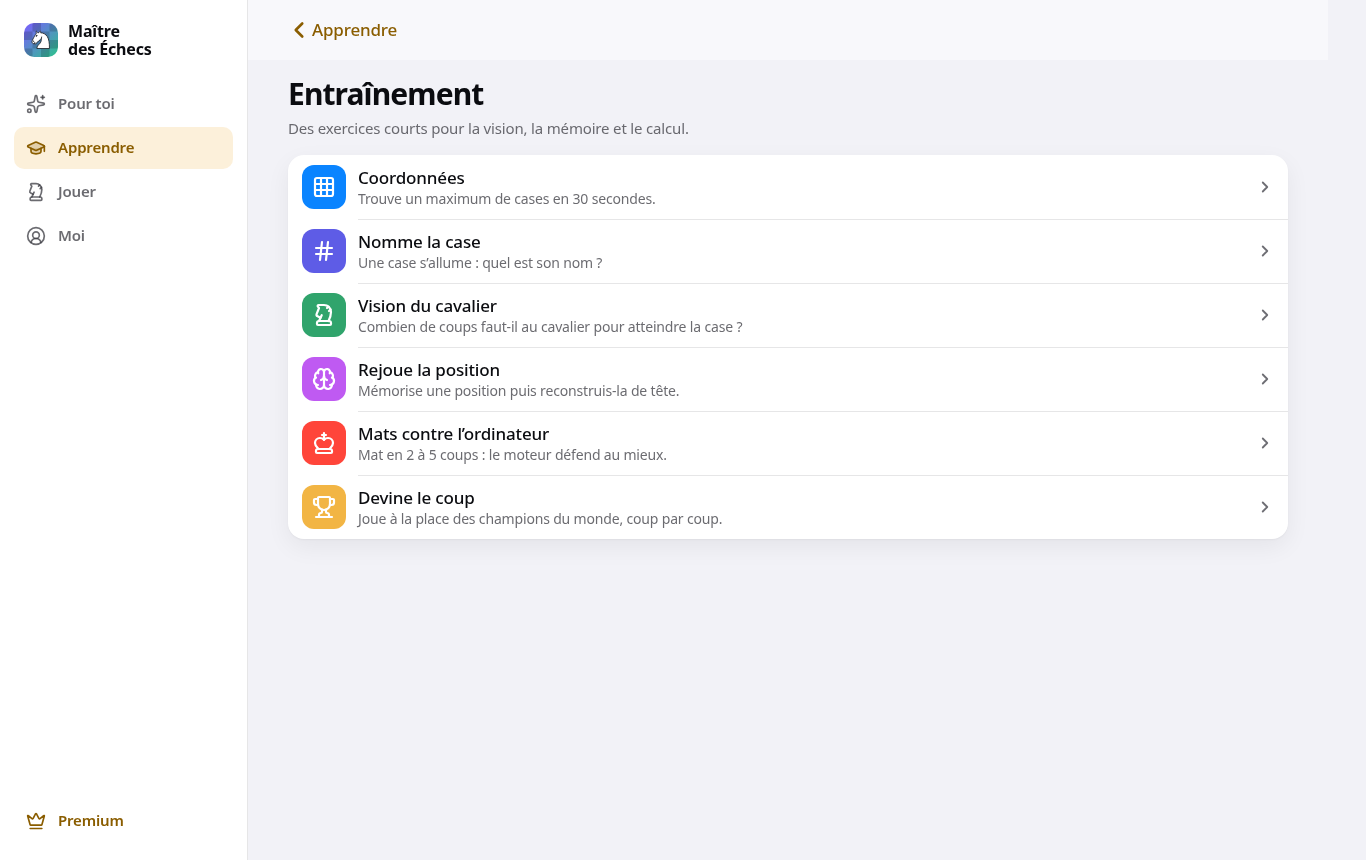 Maître
des Échecs
Pour toi
Apprendre
Jouer
Moi
Premium
Apprendre
Entraînement
Des exercices courts pour la vision, la mémoire et le calcul.
Coordonnées
Trouve un maximum de cases en 30 secondes.
Nomme la case
Une case s’allume : quel est son nom ?
Vision du cavalier
Combien de coups faut-il au cavalier pour atteindre la case ?
Rejoue la position
Mémorise une position puis reconstruis-la de tête.
Mats contre l’ordinateur
Mat en 2 à 5 coups : le moteur défend au mieux.
Devine le coup
Joue à la place des champions du monde, coup par coup.